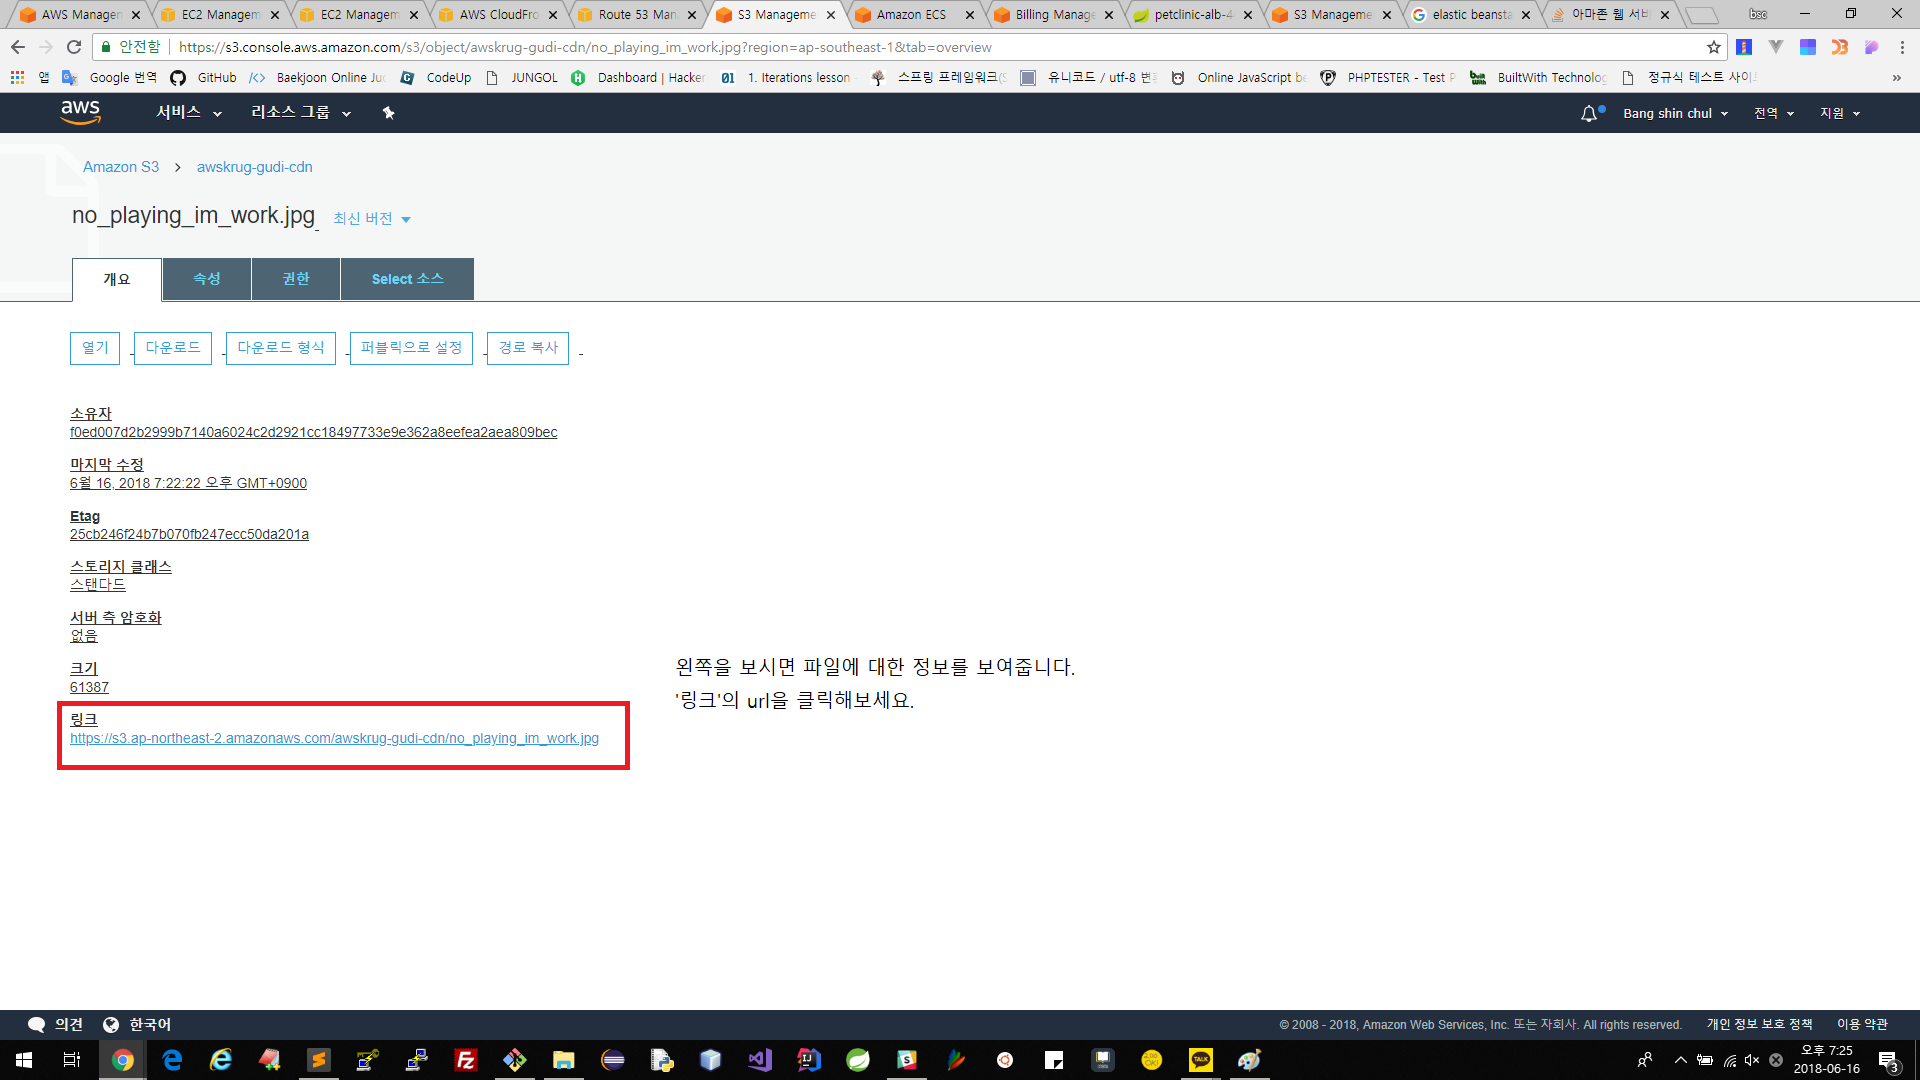 AWS Managem
EC2 Managem
EC2 Managem
AWS CloudFro
Route 53 Man
S3 Manageme
Amazon ECS
Billing Manage
petclinic-alb-4
S3 Manageme
elastic beansta
아마존 웹 서비
bsc
안전함 https://s3.console.aws.amazon.com/s3/object/awskrug-gudi-cdn/no_playing_im_work.jpg?region=ap-southeast-1&tab=overview
앱 Google 번역 GitHub Baekjoon Online Ju CodeUp JUNGOL Dashboard | Hacker 1. Iterations lesson 스프링 프레임워크(S 유니코드 / utf-8 변환 Online JavaScript be PHPTESTER - Test P BuiltWith Technolog 정규식 테스트 사이트
aws 서비스 리소스 그룹 Bang shin chul 전역 지원
Amazon S3 > awskrug-gudi-cdn
no_playing_im_work.jpg 최신 버전
개요 속성 권한 Select 소스
열기 다운로드 다운로드 형식 퍼블릭으로 설정 경로 복사
소유자
f0ed007d2b2999b7140a6024c2d2921cc18497733e9e362a8eefea2aea809bec
마지막 수정
6월 16, 2018 7:22:22 오후 GMT+0900
Etag
25cb246f24b7b070fb247ecc50da201a
스토리지 클래스
스탠다드
서버 측 암호화
없음
크기
61387
왼쪽을 보시면 파일에 대한 정보를 보여줍니다.
'링크'의 url을 클릭해보세요.
링크
https://s3.ap-northeast-2.amazonaws.com/awskrug-gudi-cdn/no_playing_im_work.jpg
의견 한국어 © 2008 - 2018, Amazon Web Services, Inc. 또는 자회사. All rights reserved. 개인 정보 보호 정책 이용 약관
오후 7:25
2018-06-16
3